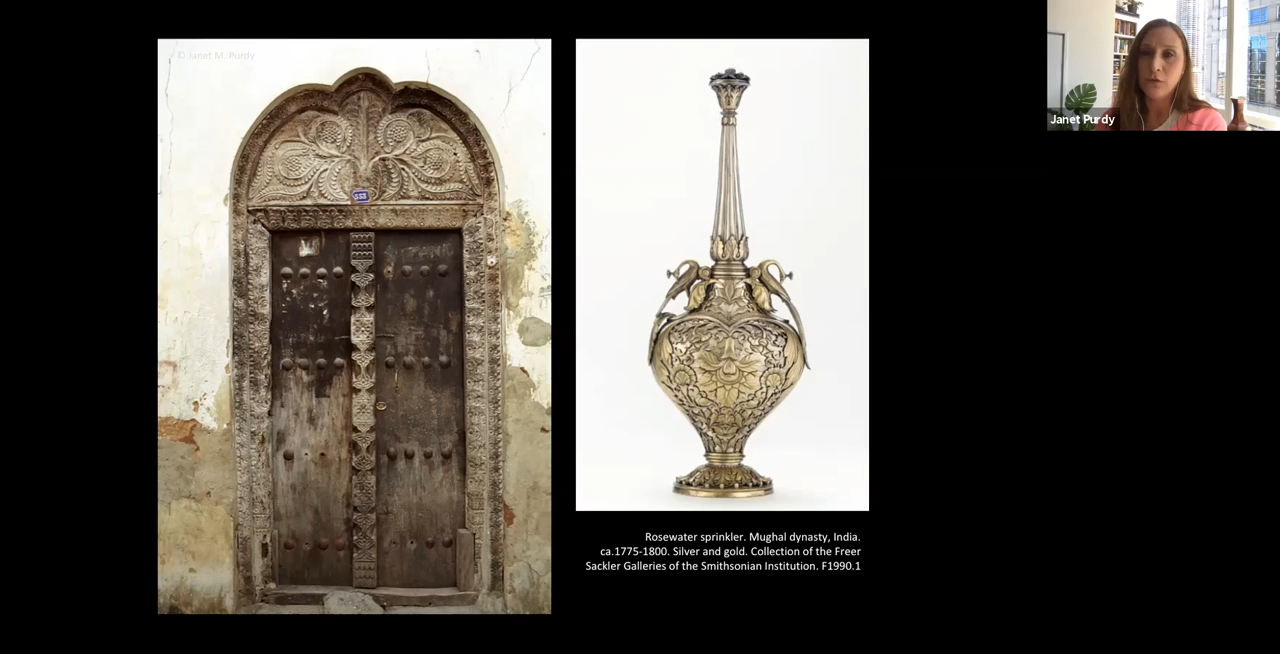 © Janet M. Purdy
Janet Purdy
Rosewater sprinkler. Mughal dynasty, India.
ca.1775-1800. Silver and gold. Collection of the Freer
Sackler Galleries of the Smithsonian Institution. F1990.1